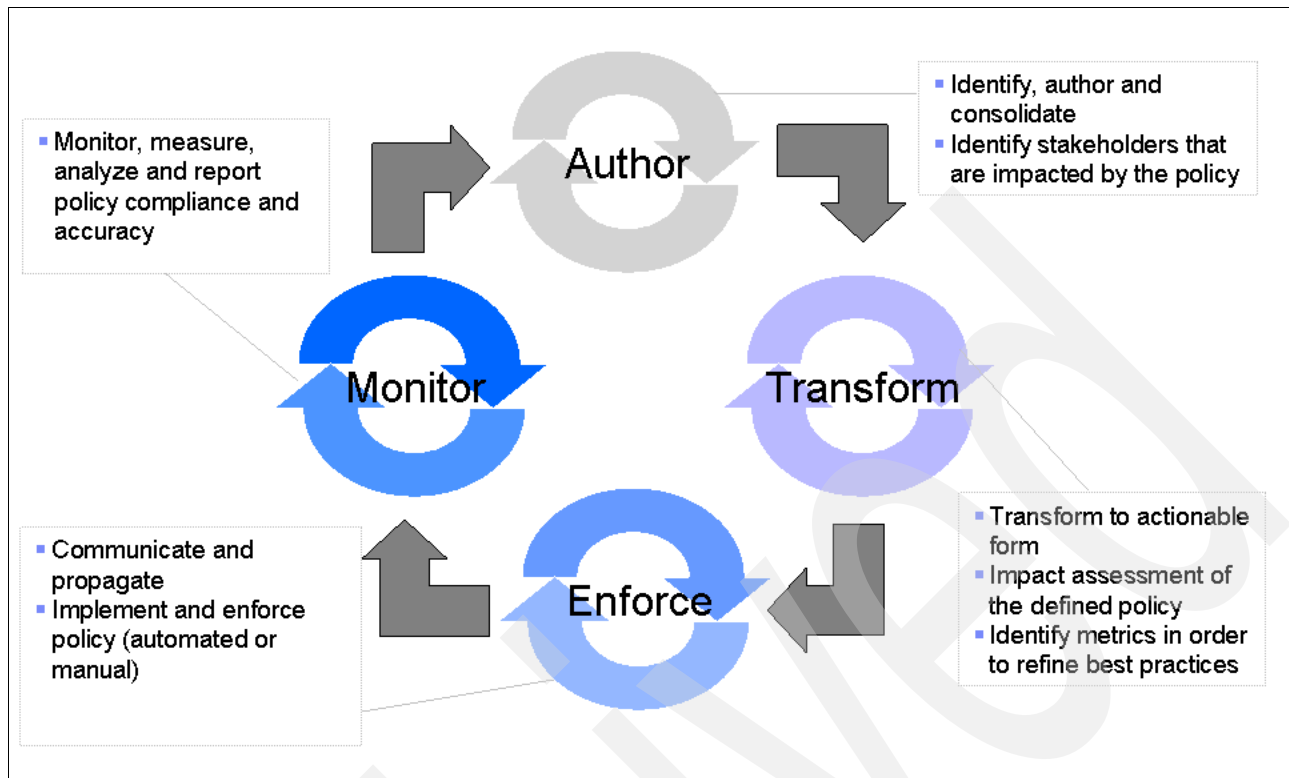 Author
▪ Identify, author and
consolidate
▪ Identify stakeholders that
are impacted by the policy
▪ Monitor, measure,
analyze and report
policy compliance and
accuracy
Monitor
Transform
▪ Transform to actionable
form
▪ Impact assessment of
the defined policy
▪ Identify metrics in order
to refine best practices
Enforce
▪ Communicate and
propagate
▪ Implement and enforce
policy (automated or
manual)